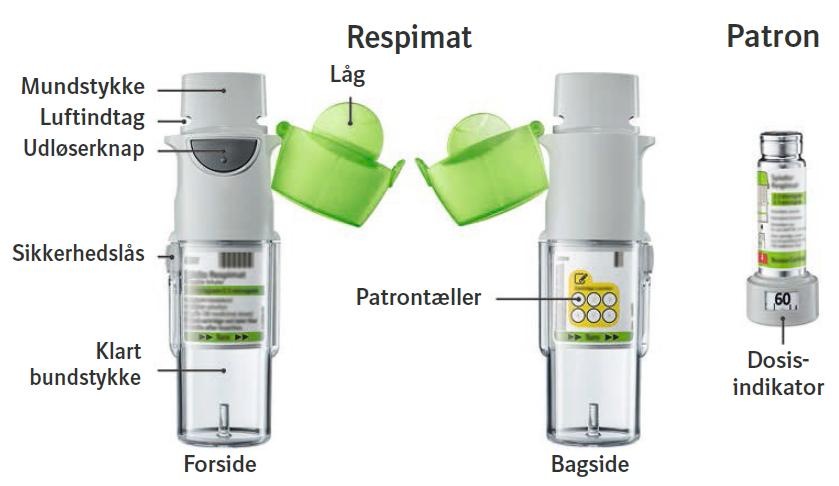 Respimat
Patron
Mundstykke
Luftindtag
Udløserknap
Låg
Sikkerhedslås
Klart
bundstykke
Patrontæller
60
Dosis-
indikator
Forside
Bagside